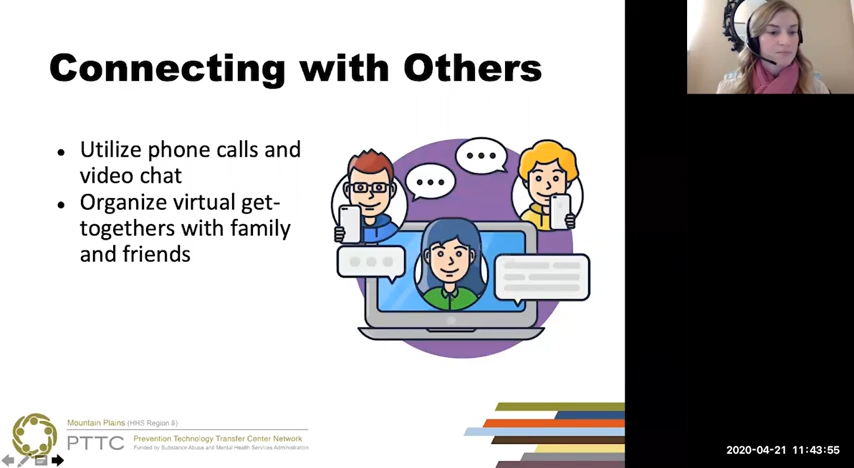 Connecting with Others
• Utilize phone calls and
video chat
• Organize virtual get-
togethers with family
and friends
Mountain Plains (HHS Region 8)
PTTC
Prevention Technology Transfer Center Network
Funded by Substance Abuse and Mental Health Services Administration
2020-04-21 11:43:55